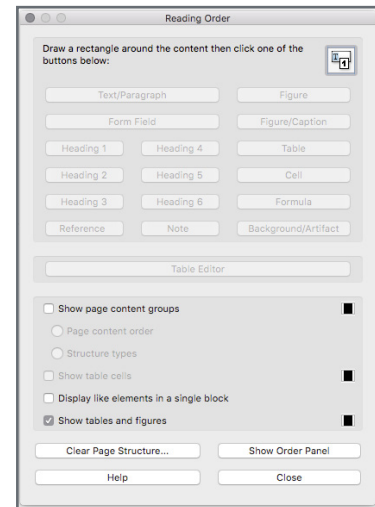 Reading Order
Draw a rectangle around the content then click one of the
buttons below:
1
Text/Paragraph Figure
Form Field Figure/Caption
Heading 1 Heading 4 Table
Heading 2 Heading 5 Cell
Heading 3 Heading 6 Formula
Reference Note Background/Artifact
Table Editor
Show page content groups
Page content order
Structure types
Show table cells
Display like elements in a single block
Show tables and figures
Clear Page Structure... Show Order Panel
Help Close